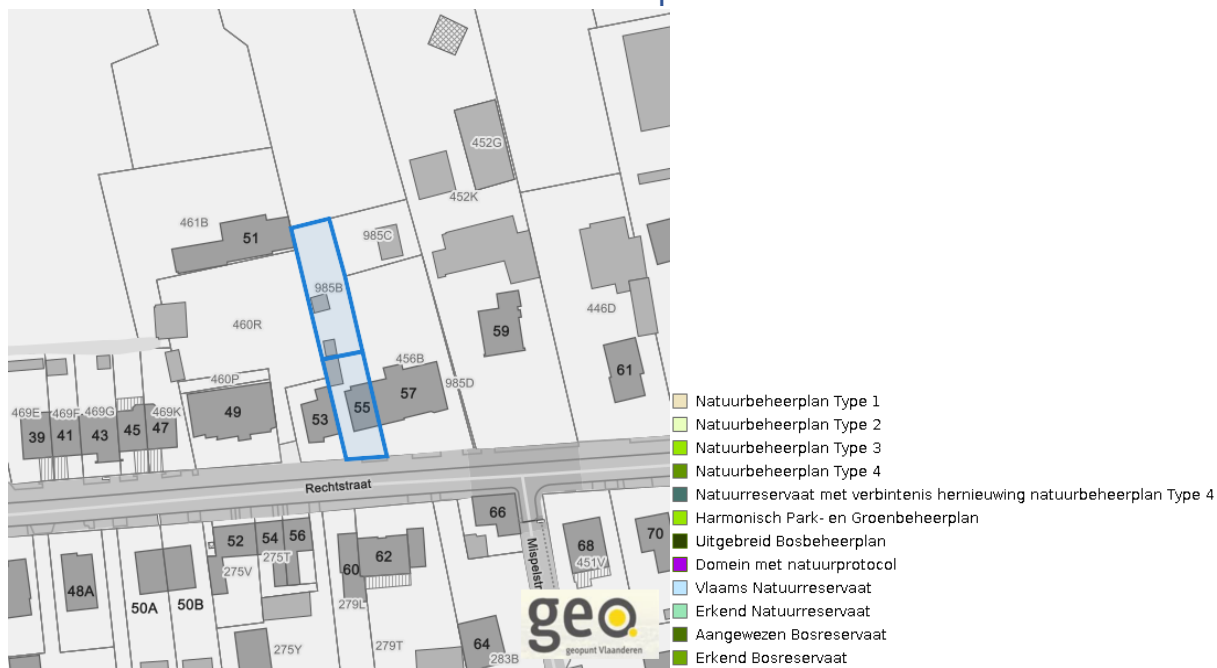 452G
452K
461B
51
985C
985B
460R
59
446D
460P
456B
985D
57
61
469E
469F
469G
469K
39
41
43
45
47
49
53
55
Rechtstraat
66
Mispelstr
52
54
56
275V
275T
48A
50A
50B
60
62
279L
68
451V
70
275Y
279T
64
283B
geo
geopunt Vlaanderen
Natuurbeheerplan Type 1
Natuurbeheerplan Type 2
Natuurbeheerplan Type 3
Natuurbeheerplan Type 4
Natuurreservaat met verbintenis hernieuwing natuurbeheerplan Type 4
Harmonisch Park- en Groenbeheerplan
Uitgebreid Bosbeheerplan
Domein met natuurprotocol
Vlaams Natuurreservaat
Erkend Natuurreservaat
Aangewezen Bosreservaat
Erkend Bosreservaat